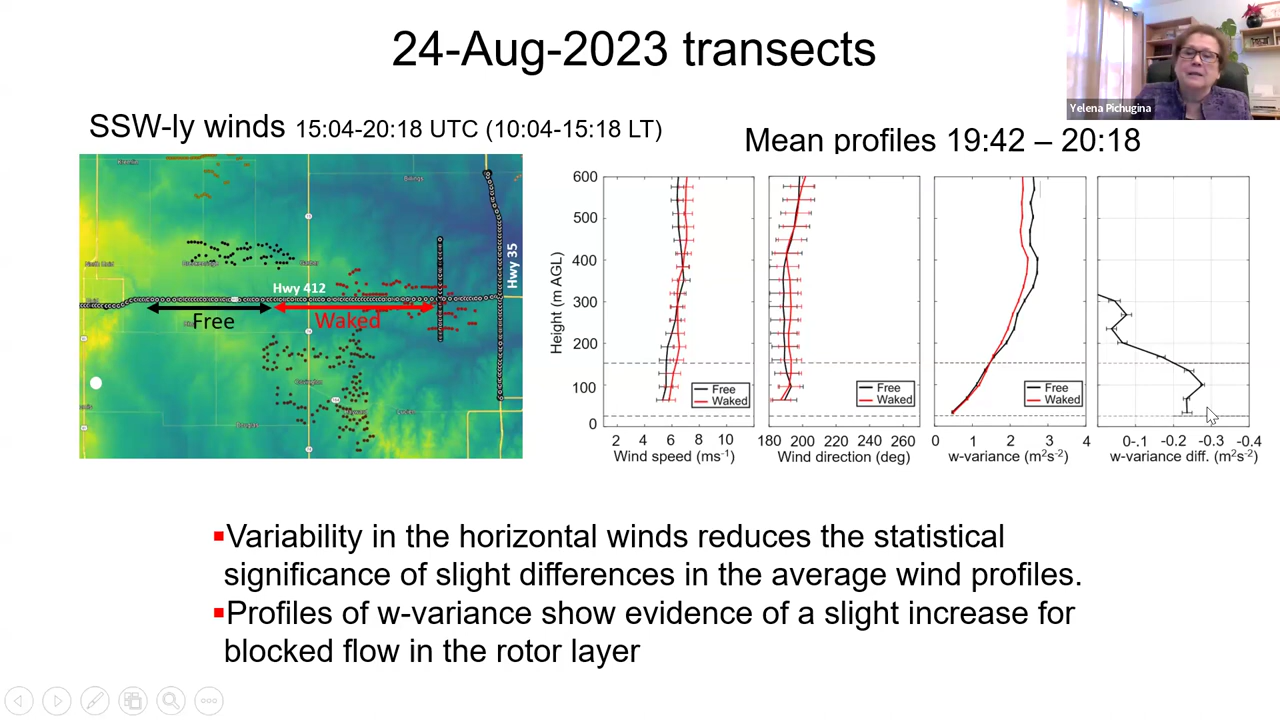 24-Aug-2023 transects
Yelena Pichugina
SSW-ly winds 15:04-20:18 UTC (10:04-15:18 LT)
Mean profiles 19:42 – 20:18
Kremlin
Billings
Garber
Hwy 412
Hwy 35
Free
Waked
Covington
Douglas
Height (m AGL)
600
500
400
300
200
100
0
Free
Waked
Free
Waked
Free
Waked
2 4 6 8 10
180 200 220 240 260
0 1 2 3 4
0-.1 -0.2 -0.3 -0.4
Wind speed (ms-1)
Wind direction (deg)
w-variance (m2s-2)
w-variance diff. (m2s-2)
▪Variability in the horizontal winds reduces the statistical
significance of slight differences in the average wind profiles.
▪Profiles of w-variance show evidence of a slight increase for
blocked flow in the rotor layer